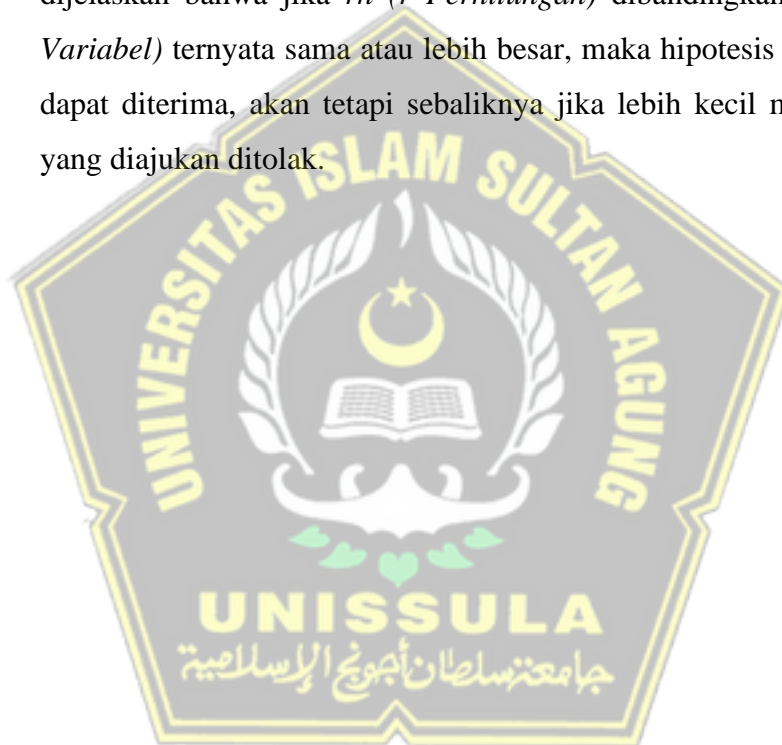 dijelaskan bahwa jika rh (r Perhitungan) dibandingkan
Variabel) ternyata sama atau lebih besar, maka hipotesis
dapat diterima, akan tetapi sebaliknya jika lebih kecil
yang diajukan ditolak.
UNIVERSITAS ISLAM SULTAN AGUNG
UNISSULA
جامعة سلطان أجونج الإسلامية